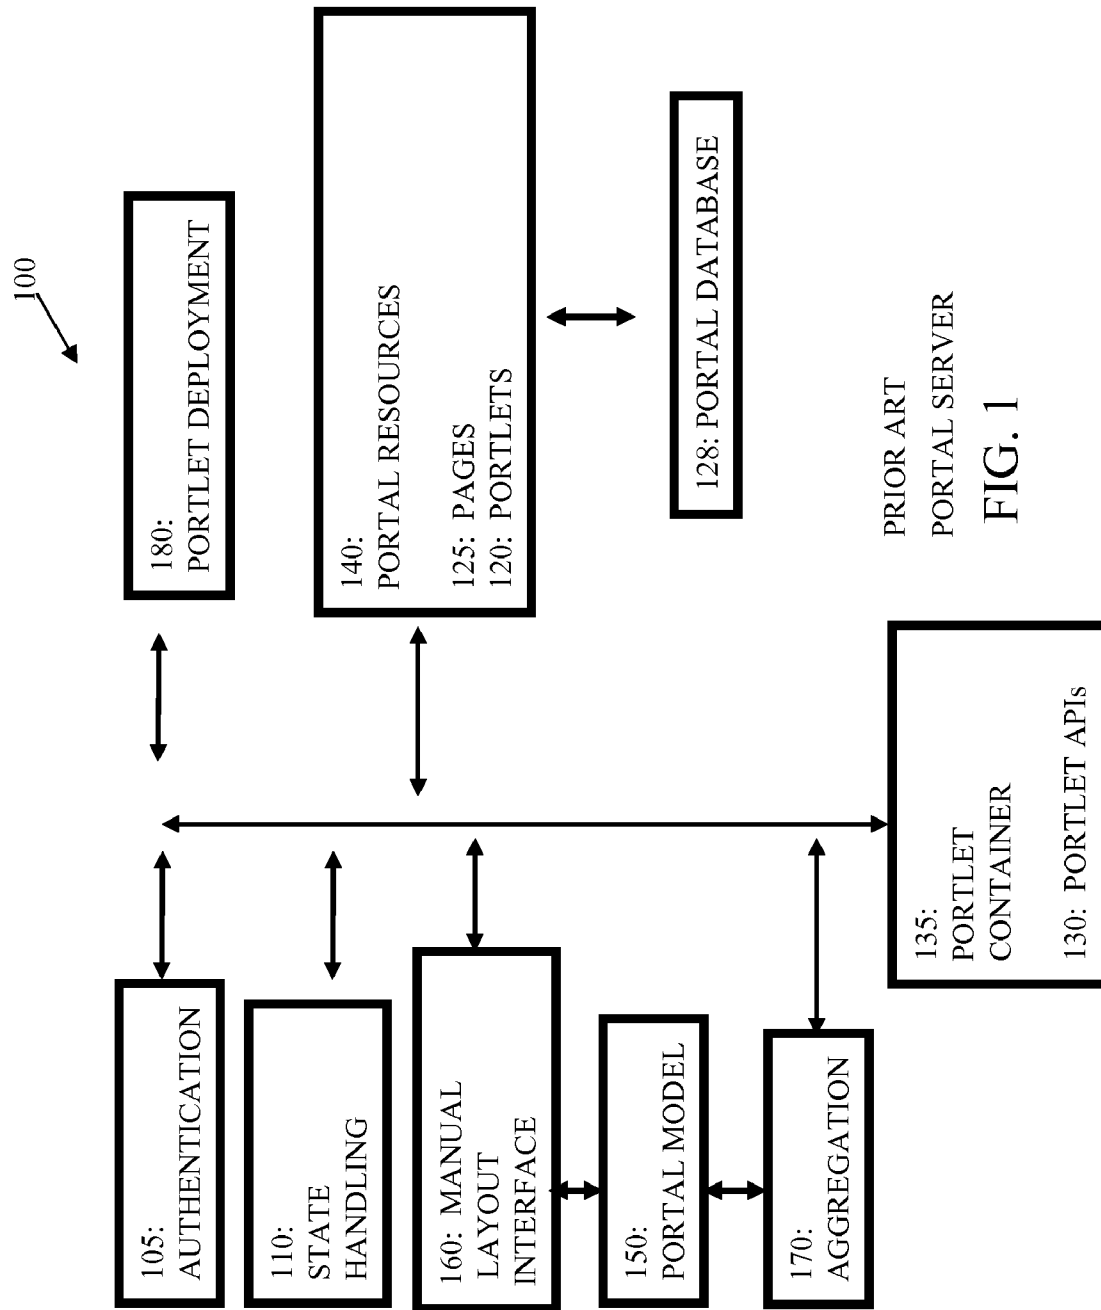 100
105:
AUTHENTICATION
110:
STATE
HANDLING
160: MANUAL
LAYOUT
INTERFACE
150:
PORTAL MODEL
170:
AGGREGATION
135:
PORTLET
CONTAINER
130: PORTLET APIs
180:
PORTLET DEPLOYMENT
140:
PORTAL RESOURCES
125: PAGES
120: PORTLETS
128: PORTAL DATABASE
PRIOR ART
PORTAL SERVER
FIG. 1